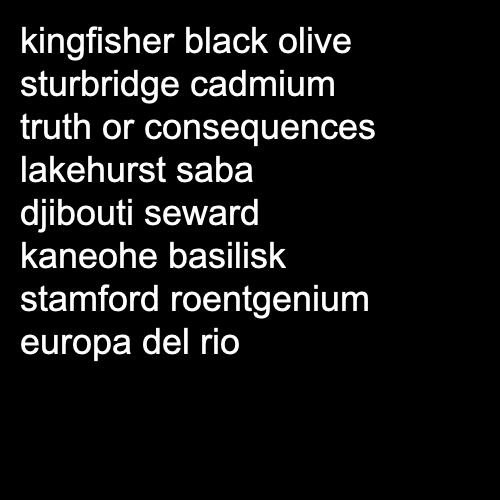 kingfisher black olive
sturbridge cadmium
truth or consequences
lakehurst saba
djibouti seward
kaneohe basilisk
stamford roentgenium
europa del rio